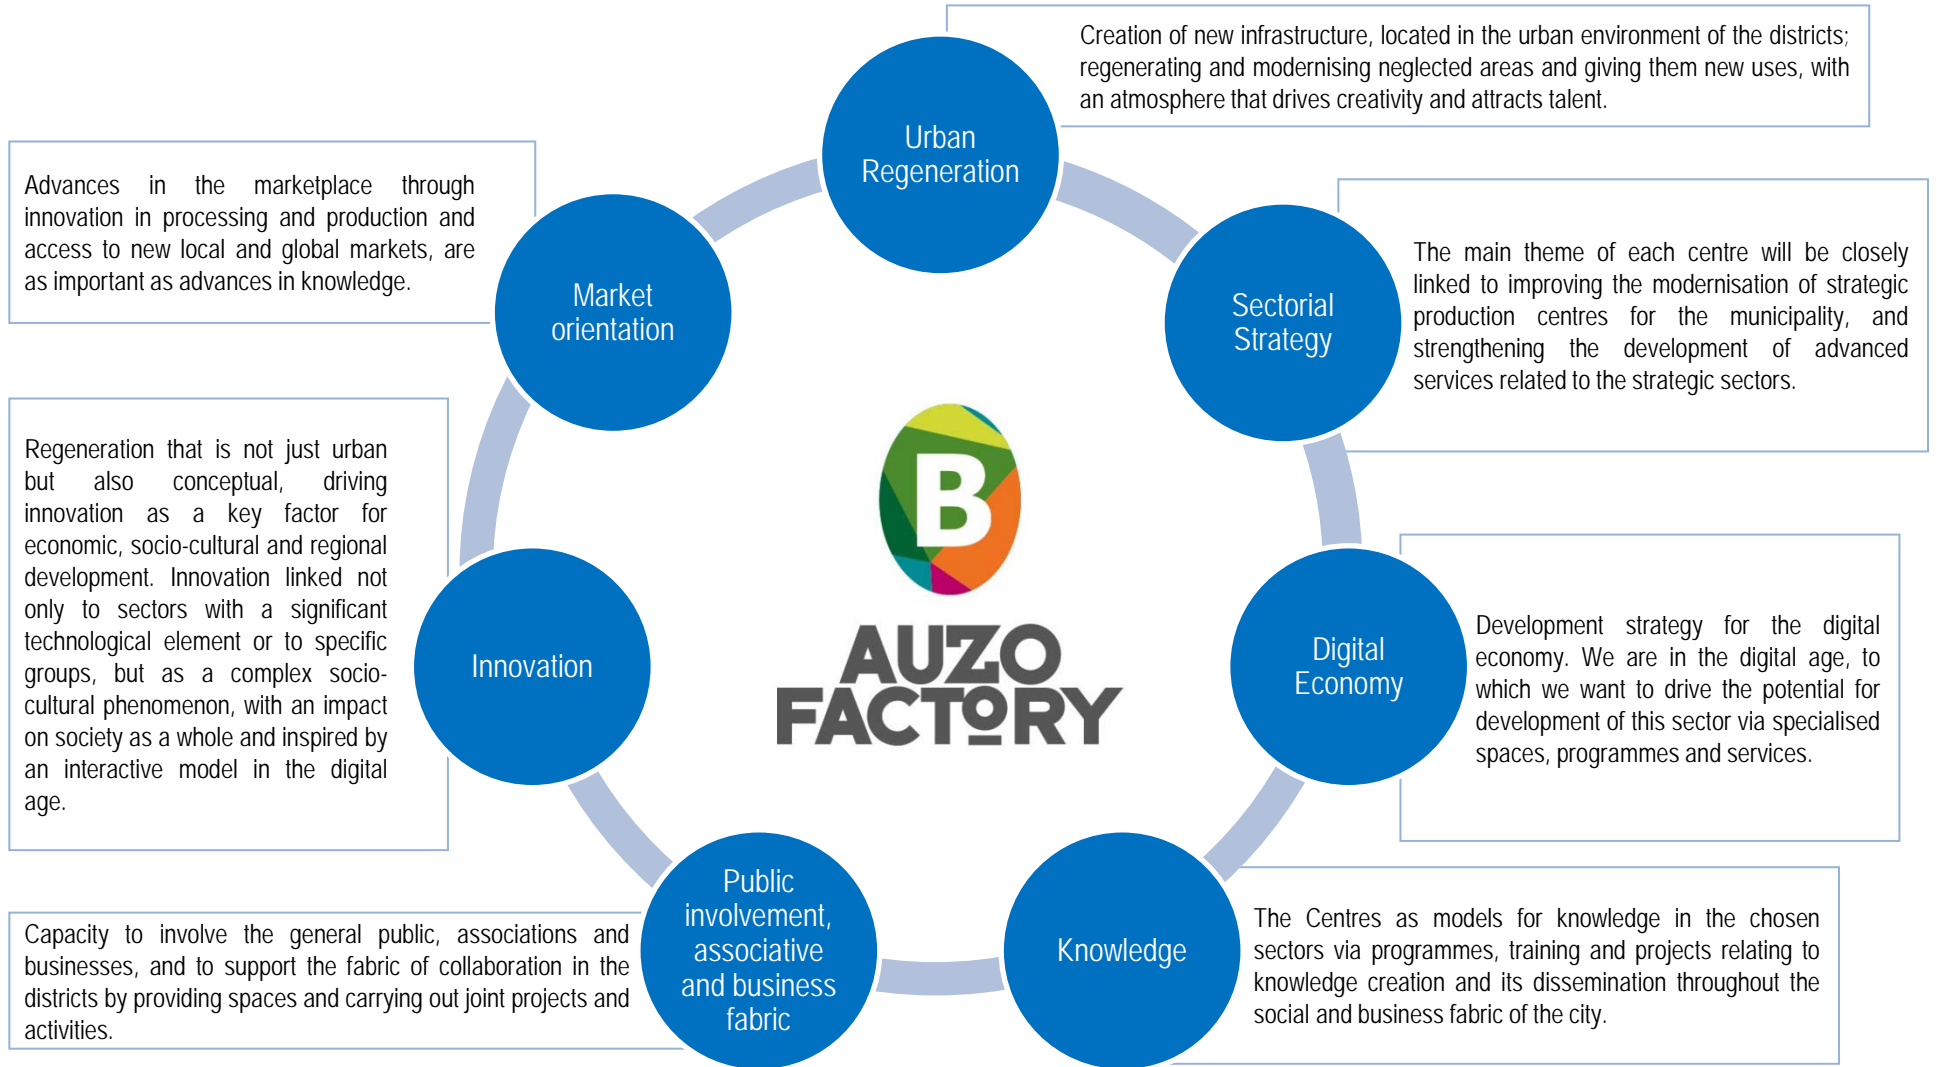 Creation of new infrastructure, located in the urban environment of the districts;
regenerating and modernising neglected areas and giving them new uses, with
an atmosphere that drives creativity and attracts talent.
Urban
Regeneration
The main theme of each centre will be closely
linked to improving the modernisation of strategic
production centres for the municipality, and
strengthening the development of advanced
services related to the strategic sectors.
Sectorial
Strategy
Development strategy for the digital
economy. We are in the digital age, to
which we want to drive the potential for
development of this sector via specialised
spaces, programmes and services.
Digital
Economy
The Centres as models for knowledge in the chosen
sectors via programmes, training and projects relating to
knowledge creation and its dissemination throughout the
social and business fabric of the city.
Knowledge
Public
involvement,
associative
and business
fabric
Capacity to involve the general public, associations and
businesses, and to support the fabric of collaboration in the
districts by providing spaces and carrying out joint projects and
activities.
Innovation
Regeneration that is not just urban
but also conceptual, driving
innovation as a key factor for
economic, socio-cultural and regional
development. Innovation linked not
only to sectors with a significant
technological element or to specific
groups, but as a complex socio-
cultural phenomenon, with an impact
on society as a whole and inspired by
an interactive model in the digital
age.
Market
orientation
Advances in the marketplace through
innovation in processing and production and
access to new local and global markets, are
as important as advances in knowledge.
B
AUZO
FACTORY